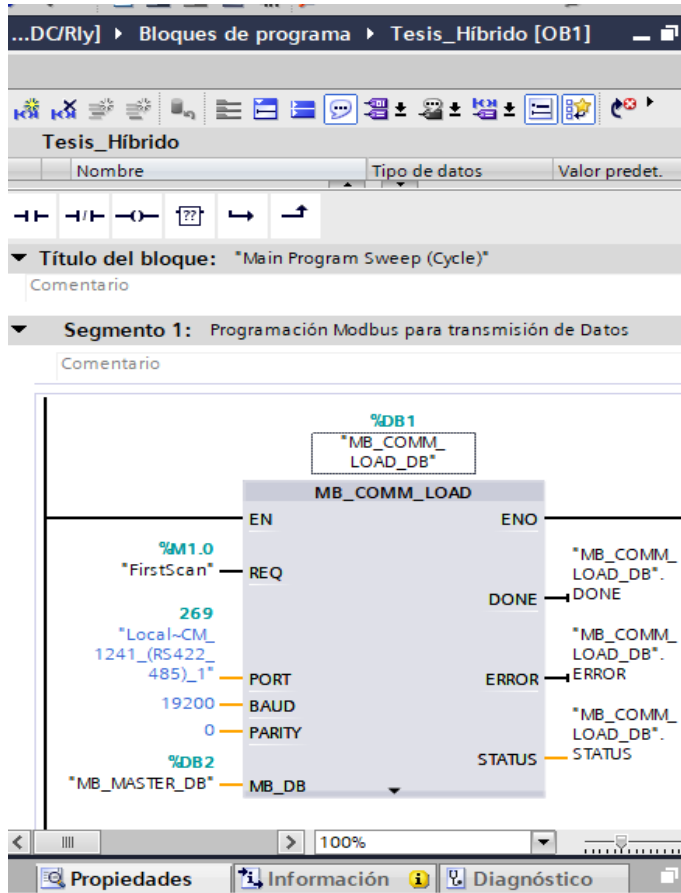 ...DC/Rly] ▸ Bloques de programa ▸ Tesis_Híbrido [OB1]
Tesis_Híbrido
Nombre Tipo de datos Valor predet.
??
Título del bloque: "Main Program Sweep (Cycle)"
Comentario
Segmento 1: Programación Modbus para transmisión de Datos
Comentario
%DB1
"MB_COMM_
LOAD_DB"
MB_COMM_LOAD
EN ENO
%M1.0
"FirstScan" REQ
"MB_COMM_
LOAD_DB".
DONE DONE
269
"Local~CM_
1241_(RS422_
485)_1" PORT
"MB_COMM_
LOAD_DB".
ERROR ERROR
19200 BAUD
0 PARITY
"MB_COMM_
LOAD_DB".
STATUS STATUS
%DB2
"MB_MASTER_DB" MB_DB
100%
Propiedades Información Diagnóstico